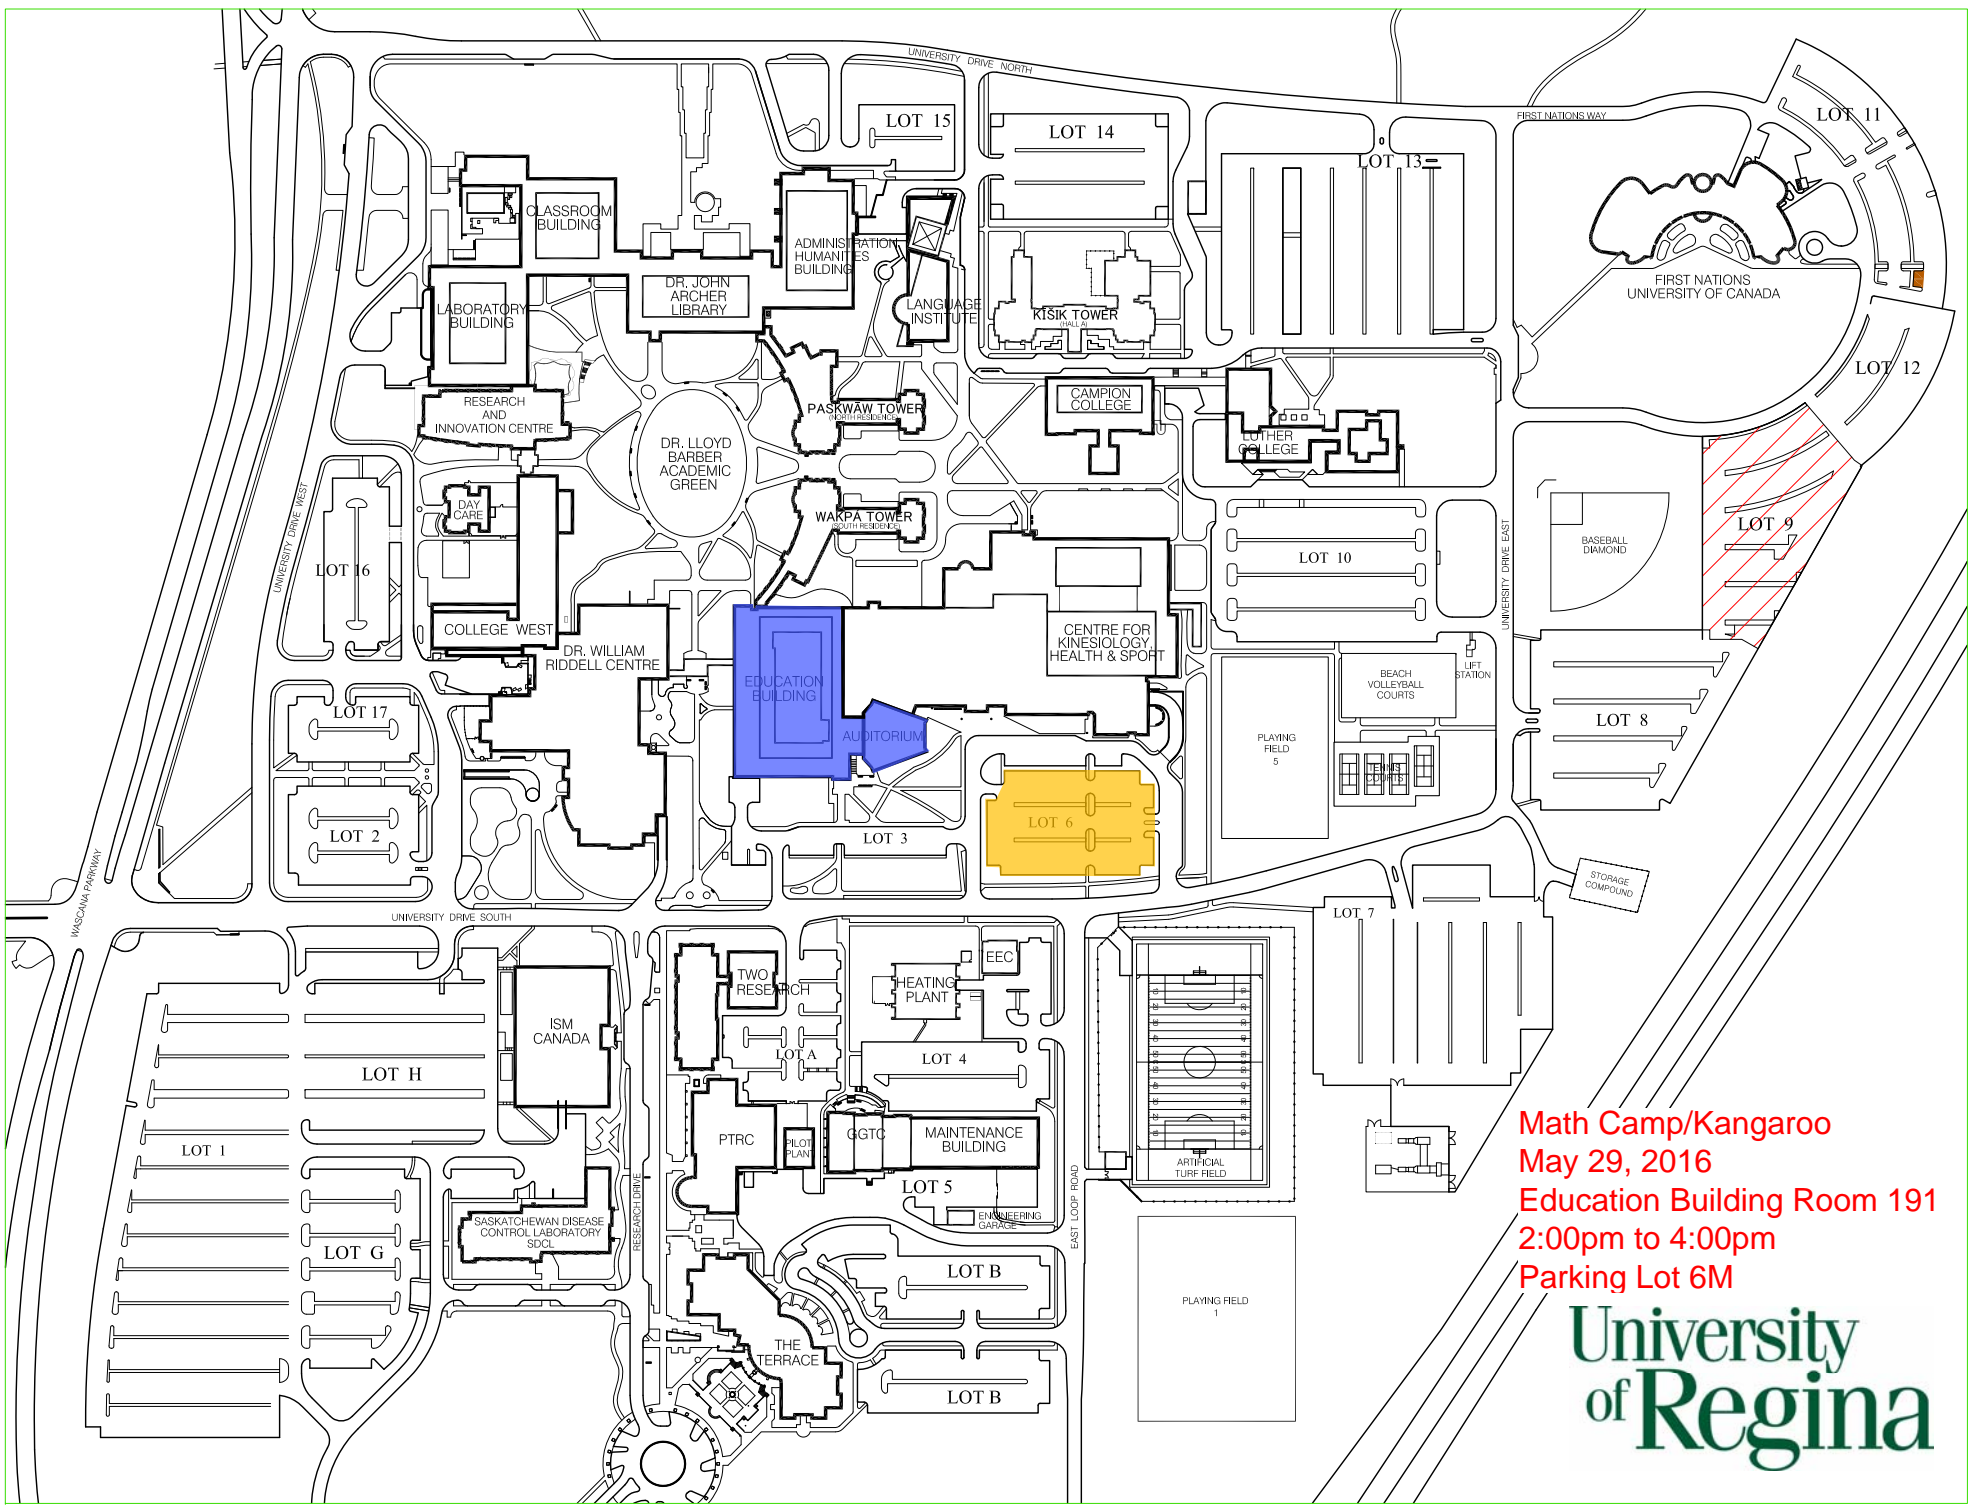 UNIVERSITY DRIVE NORTH
FIRST NATIONS WAY
LOT 11
LOT 15
LOT 14
LOT 13
CLASSROOM
BUILDING
ADMINISTRATION
HUMANITIES
BUILDING
DR. JOHN
ARCHER
LIBRARY
LABORATORY
BUILDING
LANGUAGE
INSTITUTE
KĪŠIK TOWER
(HALL A)
FIRST NATIONS
UNIVERSITY OF CANADA
LOT 12
RESEARCH
AND
INNOVATION CENTRE
PASKWĀW TOWER
(NORTH RESIDENCE)
CAMPION
COLLEGE
LUTHER
COLLEGE
DR. LLOYD
BARBER
ACADEMIC
GREEN
UNIVERSITY DRIVE WEST
DAY
CARE
WAKPÁ TOWER
(SOUTH RESIDENCE)
LOT 9
UNIVERSITY DRIVE EAST
BASEBALL
DIAMOND
LOT 16
LOT 10
COLLEGE WEST
DR. WILLIAM
RIDDELL CENTRE
CENTRE FOR
KINESIOLOGY,
HEALTH & SPORT
EDUCATION
BUILDING
BEACH
VOLLEYBALL
COURTS
LIFT
STATION
LOT 17
AUDITORIUM
PLAYING
FIELD
5
LOT 8
TENNIS
COURTS
LOT 2
LOT 3
LOT 6
WASCANA PARKWAY
STORAGE
COMPOUND
UNIVERSITY DRIVE SOUTH
LOT 7
TWO
RESEARCH
HEATING
PLANT
EEC
ISM
CANADA
LOT A
LOT 4
LOT H
LOT 1
PTRC
PILOT
PLANT
GGTC
MAINTENANCE
BUILDING
ARTIFICIAL
TURF FIELD
LOT 5
ENGINEERING
GARAGE
EAST LOOP ROAD
RESEARCH DRIVE
SASKATCHEWAN DISEASE
CONTROL LABORATORY
SDCL
LOT G
LOT B
THE
TERRACE
LOT B
PLAYING FIELD
1
Math Camp/Kangaroo
May 29, 2016
Education Building Room 191
2:00pm to 4:00pm
Parking Lot 6M
University
of Regina